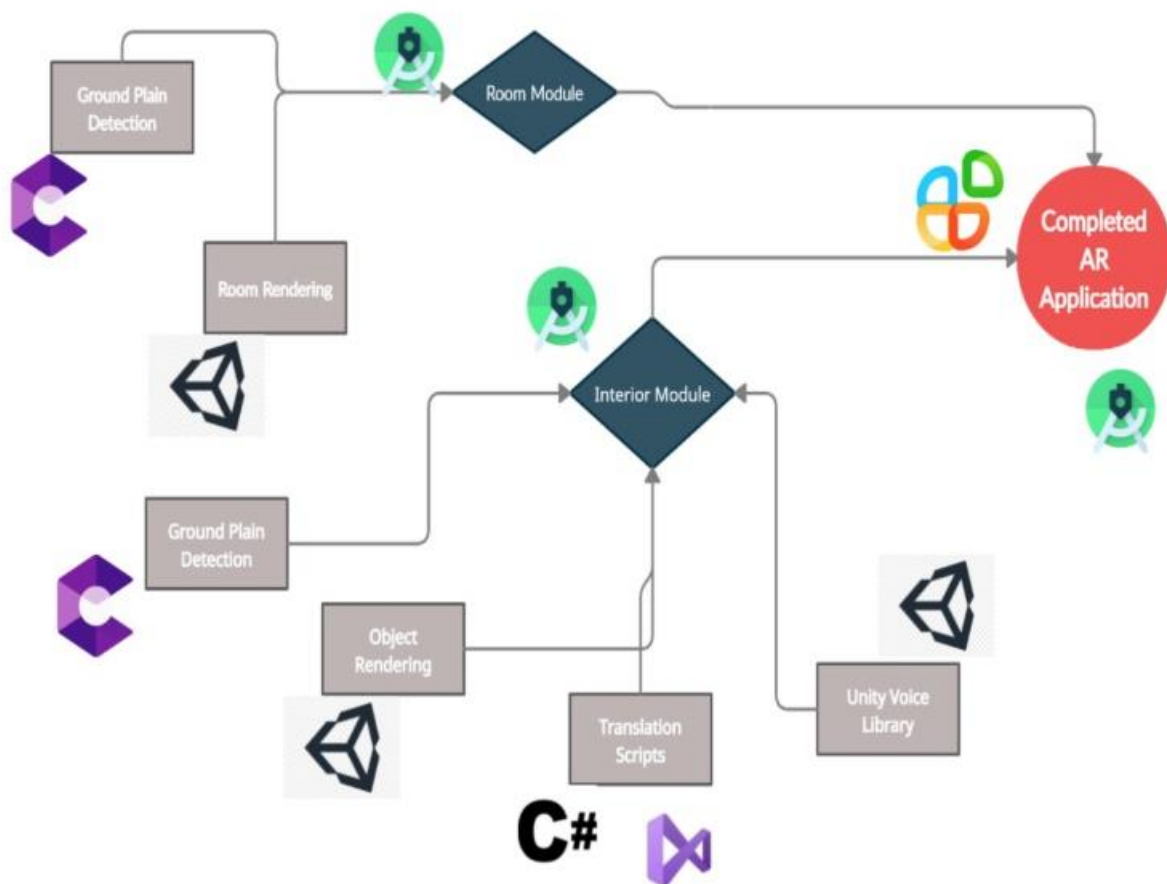 Ground Plain
Detection
Room Module
Room Rendering
Completed
AR
Application
Interior Module
Ground Plain
Detection
Object
Rendering
Translation
Scripts
Unity Voice
Library
C#